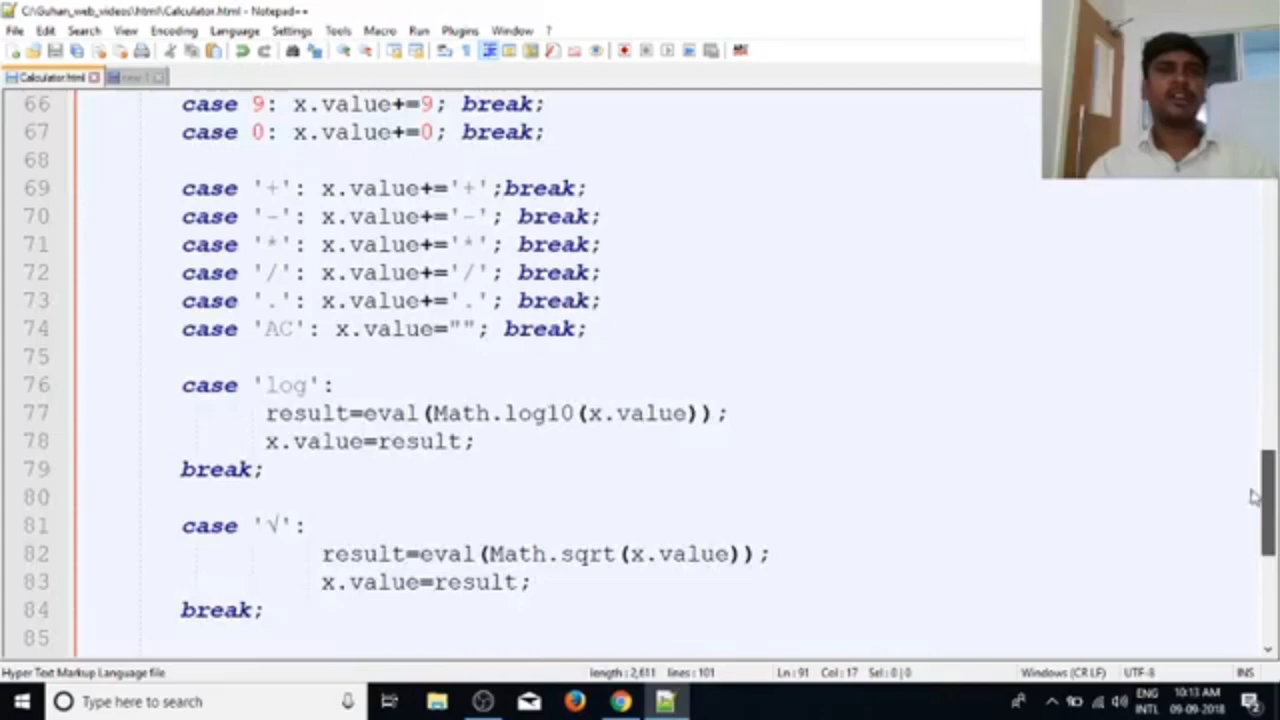 C:\Guhan_web_videos\html\Calculator.html - Notepad++
File Edit Search View Encoding Language Settings Tools Macro Run Plugins Window ?
Calculator.html new 1
66 case 9: x.value+=9; break;
67 case 0: x.value+=0; break;
68
69 case '+': x.value+='+';break;
70 case '-': x.value+='-'; break;
71 case '*': x.value+='*'; break;
72 case '/': x.value+='/'; break;
73 case '.': x.value+='.'; break;
74 case 'AC': x.value=""; break;
75
76 case 'log':
77 result=eval(Math.log10(x.value));
78 x.value=result;
79 break;
80
81 case '√':
82 result=eval(Math.sqrt(x.value));
83 x.value=result;
84 break;
85
Hyper Text Markup Language file length : 2,611 lines : 101 Ln : 91 Col : 17 Sel : 0 | 0 Windows (CR LF) UTF-8 INS
Type here to search
ENG 10:13 AM
INTL 09-09-2018
2